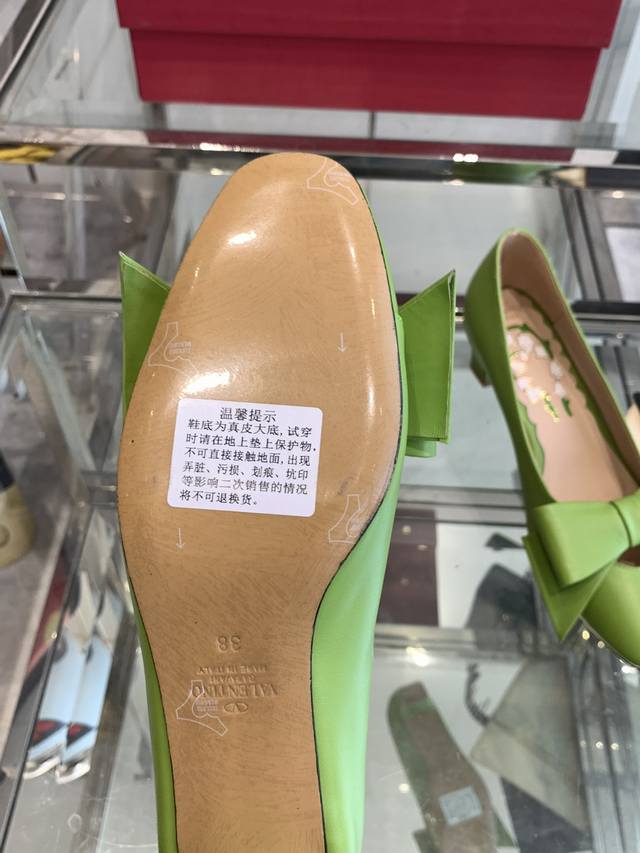 温馨提示
鞋底为真皮大底,试穿
时请在地上垫上保护物,
不可直接接触地面,出现
弄脏、污损、划痕、坑印
等影响二次销售的情况
将不可退换货。
38
MADE IN ITALY
GARAVANI
VALENTINO